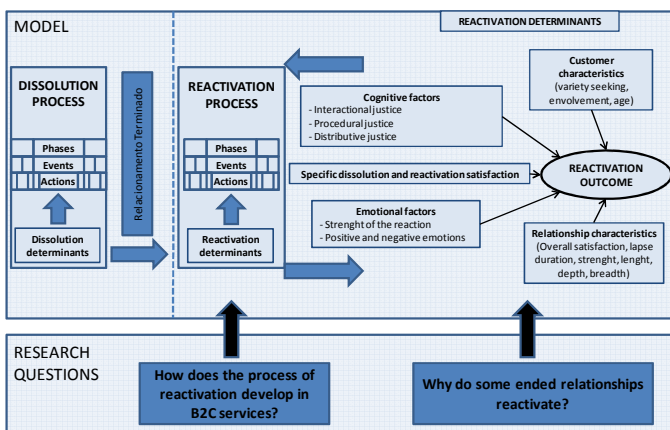 MODEL
REACTIVATION DETERMINANTS
DISSOLUTION
PROCESS
Phases
Events
Actions
Dissolution
determinants
Relacionamento Terminado
REACTIVATION
PROCESS
Phases
Events
Actions
Reactivation
determinants
Cognitive factors
- Interactional justice
- Procedural justice
- Distributive justice
Specific dissolution and reactivation satisfaction
Emotional factors
- Strenght of the reaction
- Positive and negative emotions
Customer
characteristics
(variety seeking,
envolvement, age)
REACTIVATION
OUTCOME
Relationship characteristics
(Overall satisfaction, lapse
duration, strenght, lenght,
depth, breadth)
RESEARCH
QUESTIONS
How does the process of
reactivation develop in
B2C services?
Why do some ended relationships
reactivate?